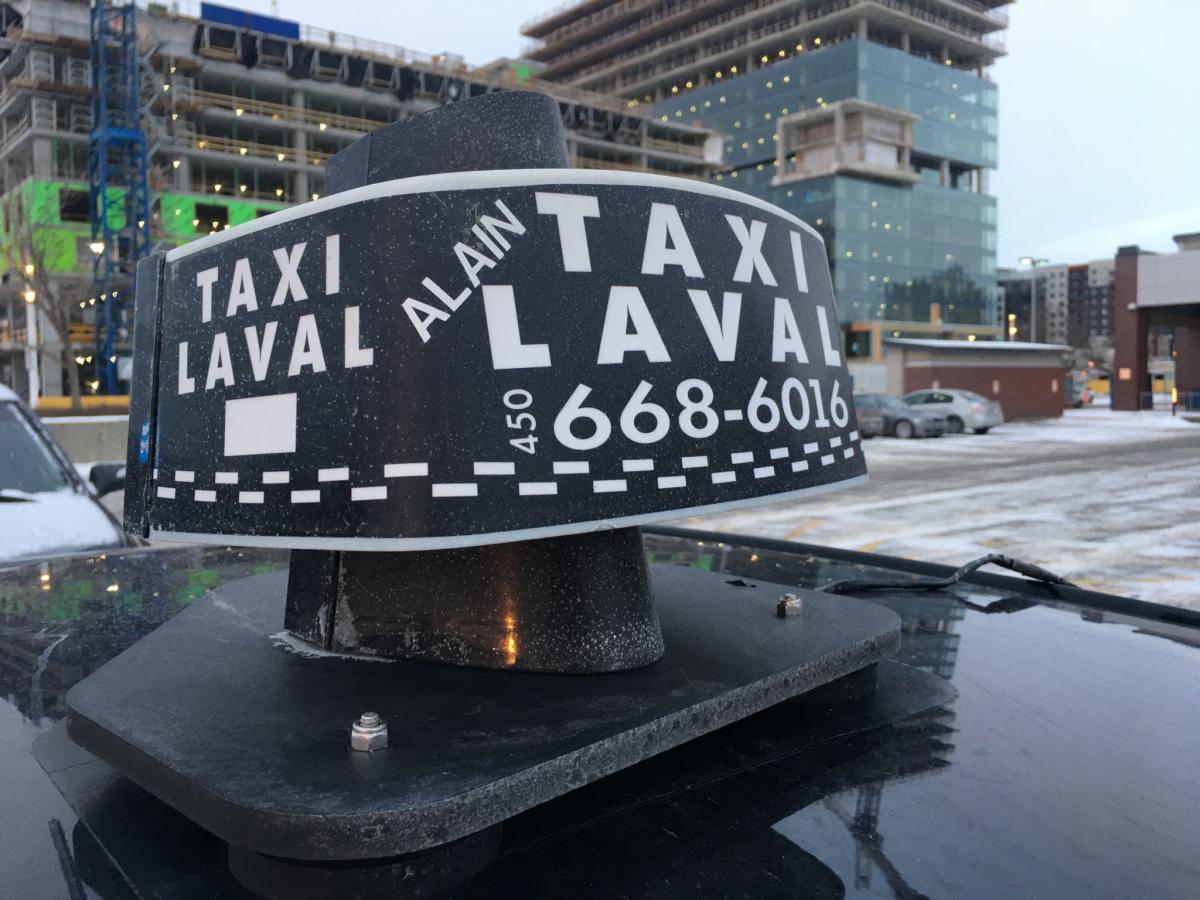 TAXI
LAVAL
ALAIN
TAXI
LAVAL
450 668-6016